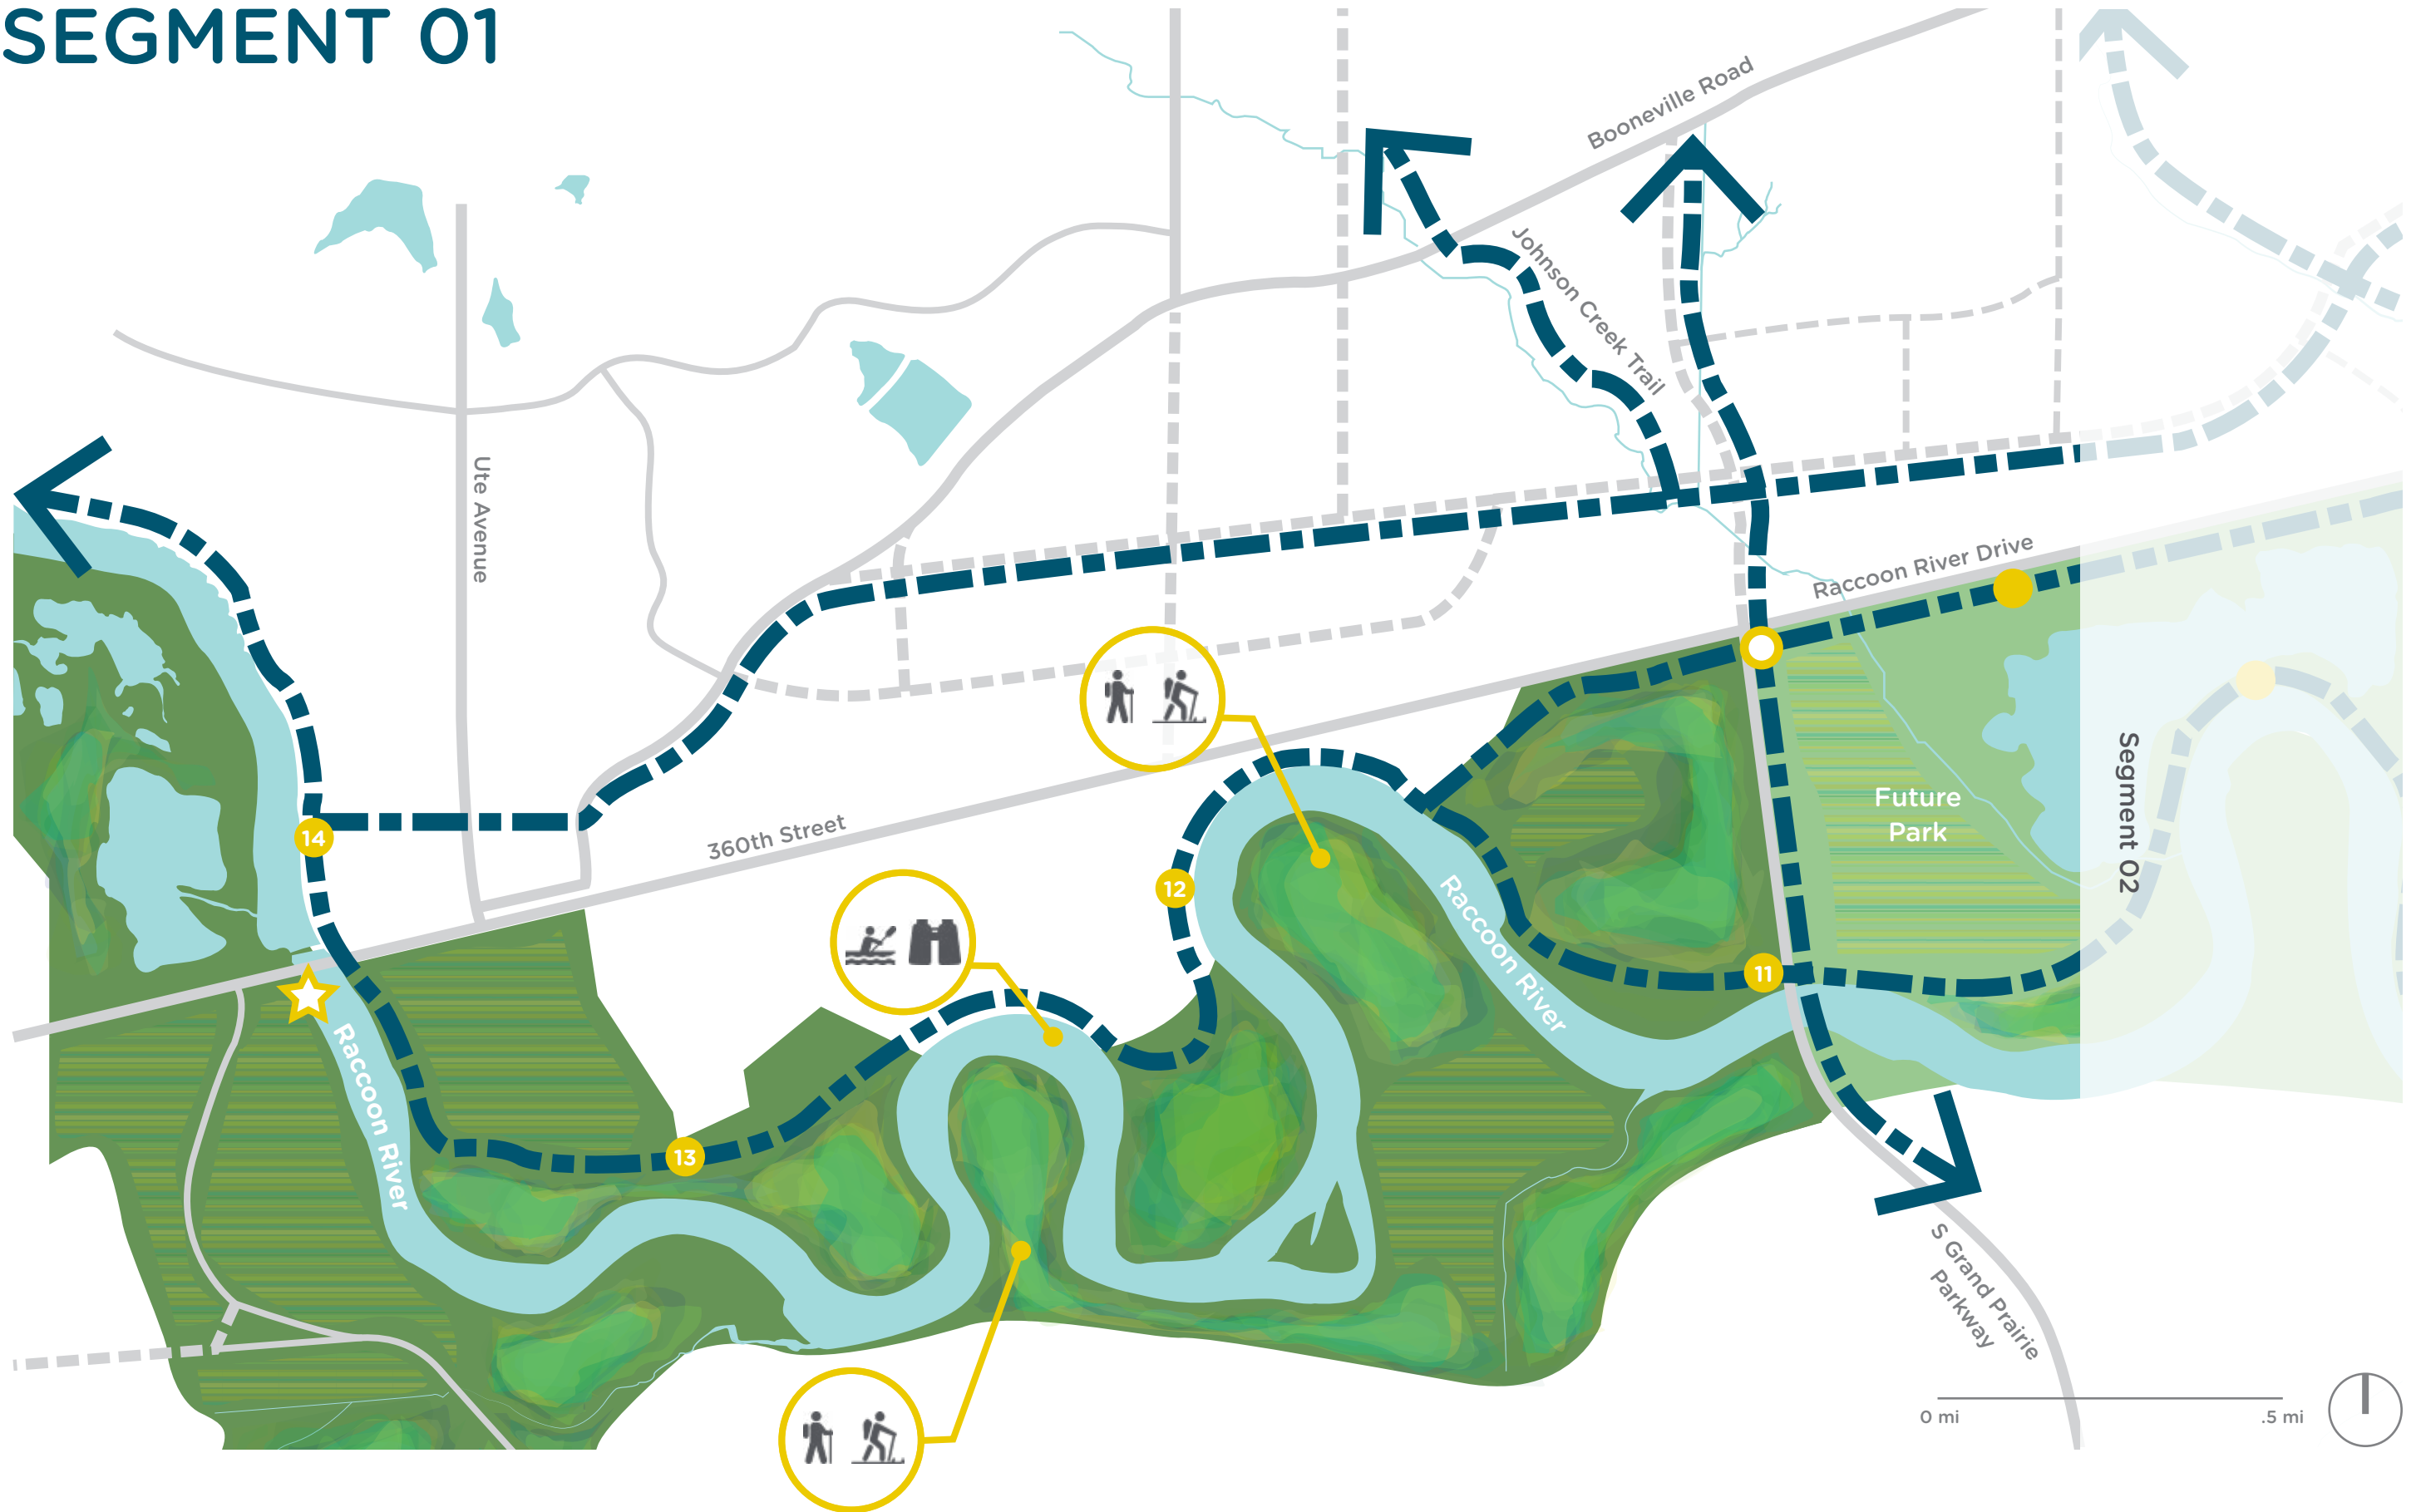 SEGMENT 01
Booneville Road
Johnson Creek Trail
Ute Avenue
Raccoon River Drive
Segment 02
Future
Park
14
360th Street
12
Raccoon River
11
Raccoon River
13
S Grand Prairie
Parkway
0 mi
.5 mi